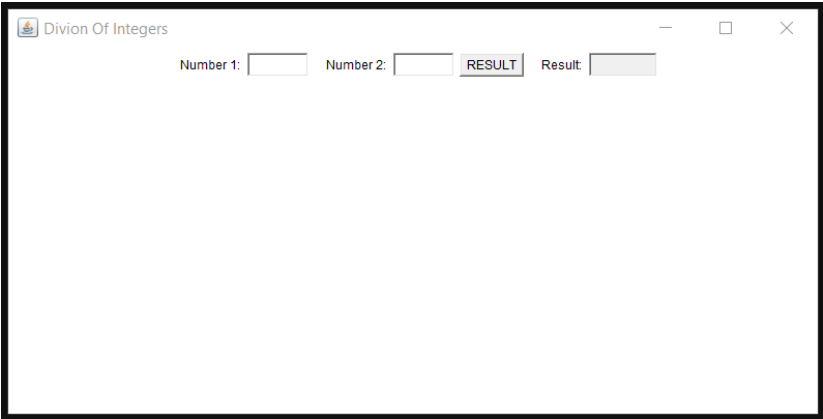 Divion Of Integers
Number 1: Number 2: RESULT Result: